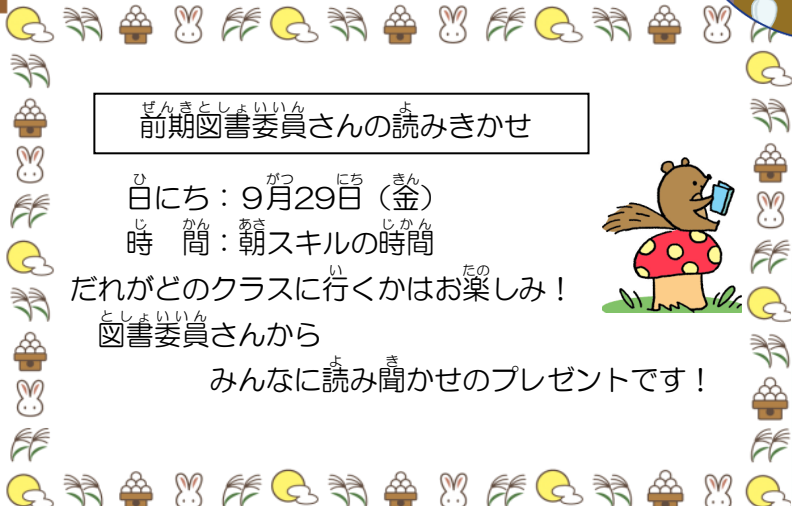 前期図書委員さんの読みきかせ
日にち：９月29日（金）
時　間：朝スキルの時間
だれがどのクラスに行くかはお楽しみ！
図書委員さんから
みんなに読み聞かせのプレゼントです！